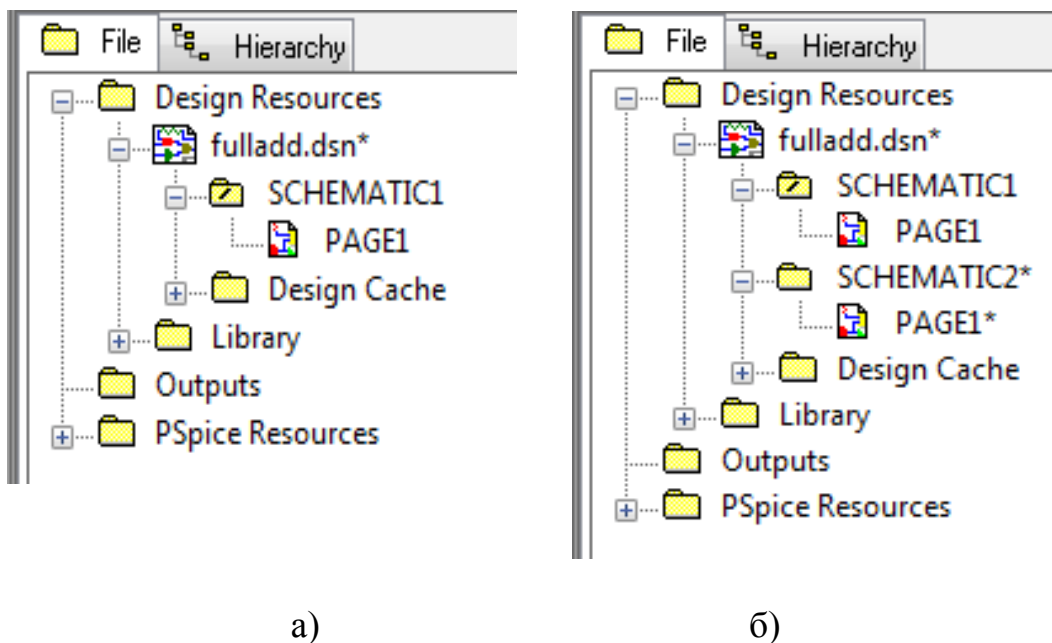 File Hierarchy
Design Resources
fulladd.dsn*
SCHEMATIC1
PAGE1
Design Cache
Library
Outputs
PSpice Resources
а)
File Hierarchy
Design Resources
fulladd.dsn*
SCHEMATIC1
PAGE1
SCHEMATIC2*
PAGE1*
Design Cache
Library
Outputs
PSpice Resources
б)